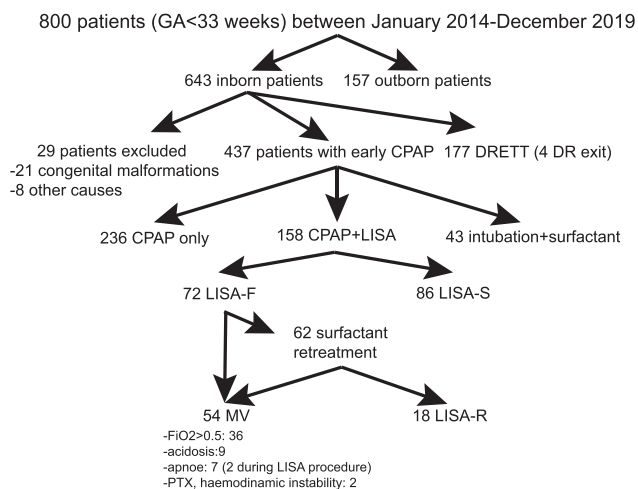 800 patients (GA<33 weeks) between January 2014-December 2019
643 inborn patients 157 outborn patients
29 patients excluded
-21 congenital malformations
-8 other causes
437 patients with early CPAP
177 DRETT (4 DR exit)
236 CPAP only
158 CPAP+LISA
43 intubation+surfactant
72 LISA-F
86 LISA-S
62 surfactant
retreatment
54 MV
-FiO2>0.5: 36
-acidosis:9
-apnoe: 7 (2 during LISA procedure)
-PTX, haemodinamic instability: 2
18 LISA-R